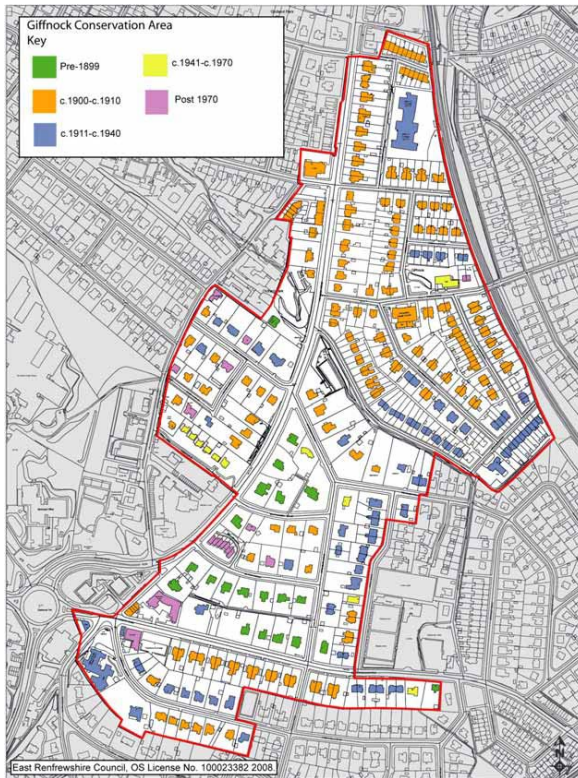 Giffnock Conservation Area
Key
Pre-1899
c.1941-c.1970
c.1900-c.1910
Post 1970
c.1911-c.1940
East Renfrewshire Council, OS License No. 100023382 2008.